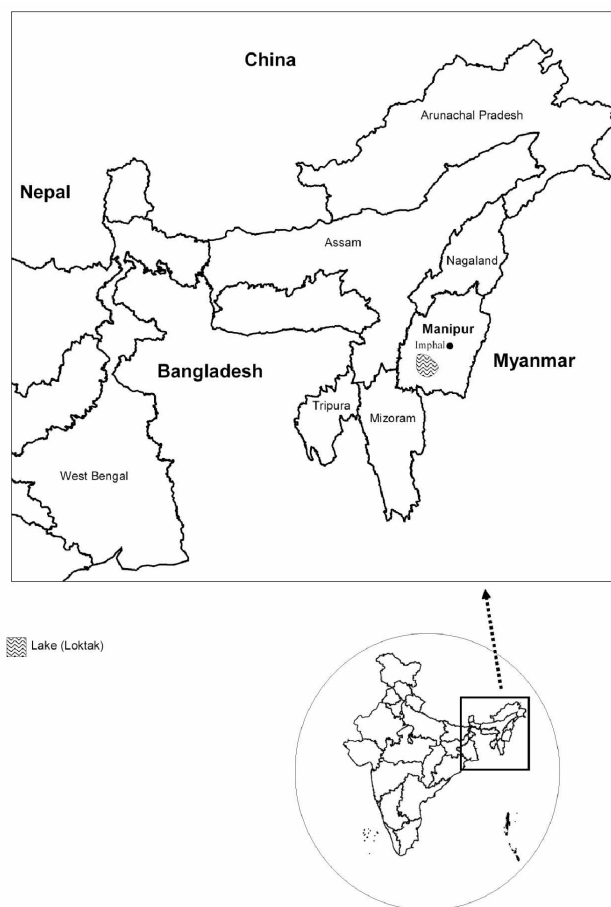 China
Arunachal Pradesh
Nepal
Assam
Nagaland
Manipur
Imphal
Myanmar
Bangladesh
Tripura
Mizoram
West Bengal
Lake (Loktak)